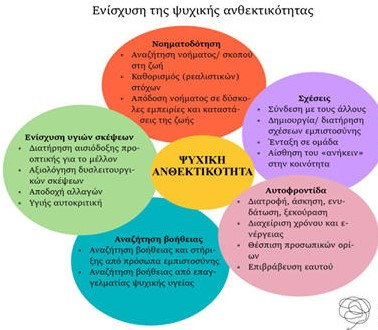 Ενίσχυση της ψυχικής ανθεκτικότητας
Νοηματοδότηση
• Αναζήτηση νοήματος/ σκοπού
στη ζωή
• Καθορισμός (ρεαλιστικών)
στόχων
• Απόδοση νοήματος σε δύσκο-
λες εμπειρίες και καταστά-
σεις της ζωής
Σχέσεις
• Σύνδεση με τους άλλους
• Δημιουργία/ διατήρηση
σχέσεων εμπιστοσύνης
• Ένταξη σε ομάδα
• Αίσθηση του «ανήκειν»
στην κοινότητα
Ενίσχυση υγιών σκέψεων
• Διατήρηση αισιόδοξης προ-
οπτικής για το μέλλον
• Αξιολόγηση δυσλειτουργι-
κών σκέψεων
• Αποδοχή αλλαγών
• Υγιής αυτοκριτική
ΨΥΧΙΚΗ
ΑΝΘΕΚΤΙΚΟΤΗΤΑ
Αυτοφροντίδα
• Διατροφή, άσκηση, ενυ-
δάτωση, ξεκούραση
• Διαχείριση χρόνου και ε-
νέργειας
• Θέσπιση προσωπικών ορί-
ων
• Επιβράβευση εαυτού
Αναζήτηση βοήθειας
• Αναζήτηση βοήθειας και στήρι-
ξης από πρόσωπα εμπιστοσύνης
• Αναζήτηση βοήθειας από επαγ-
γελματίες ψυχικής υγείας